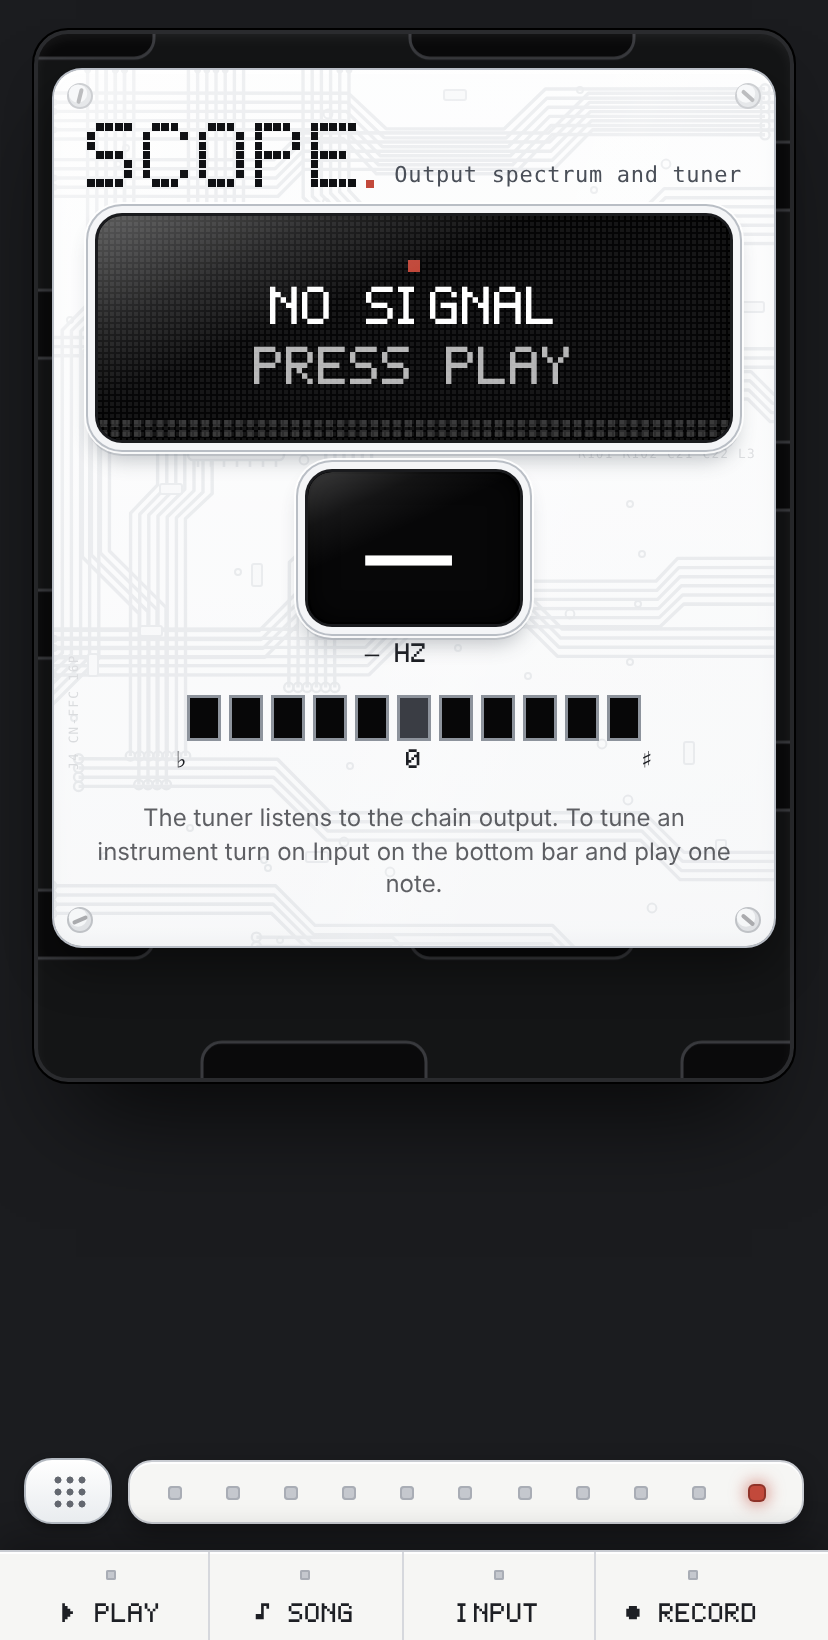 SCOPE. Output spectrum and tuner
NO SIGNAL
PRESS PLAY
—
– HZ
♭ 0 ♯
The tuner listens to the chain output. To tune an
instrument turn on Input on the bottom bar and play one
note.
PLAY SONG INPUT RECORD